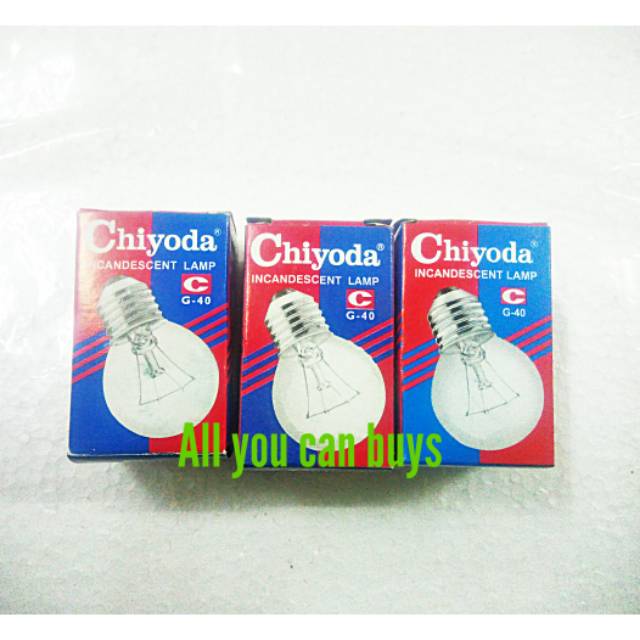 Chiyoda®
INCANDESCENT LAMP
C
G-40
Chiyoda®
INCANDESCENT LAMP
C
G-40
Chiyoda®
INCANDESCENT LAMP
C
G-40
All you can buys